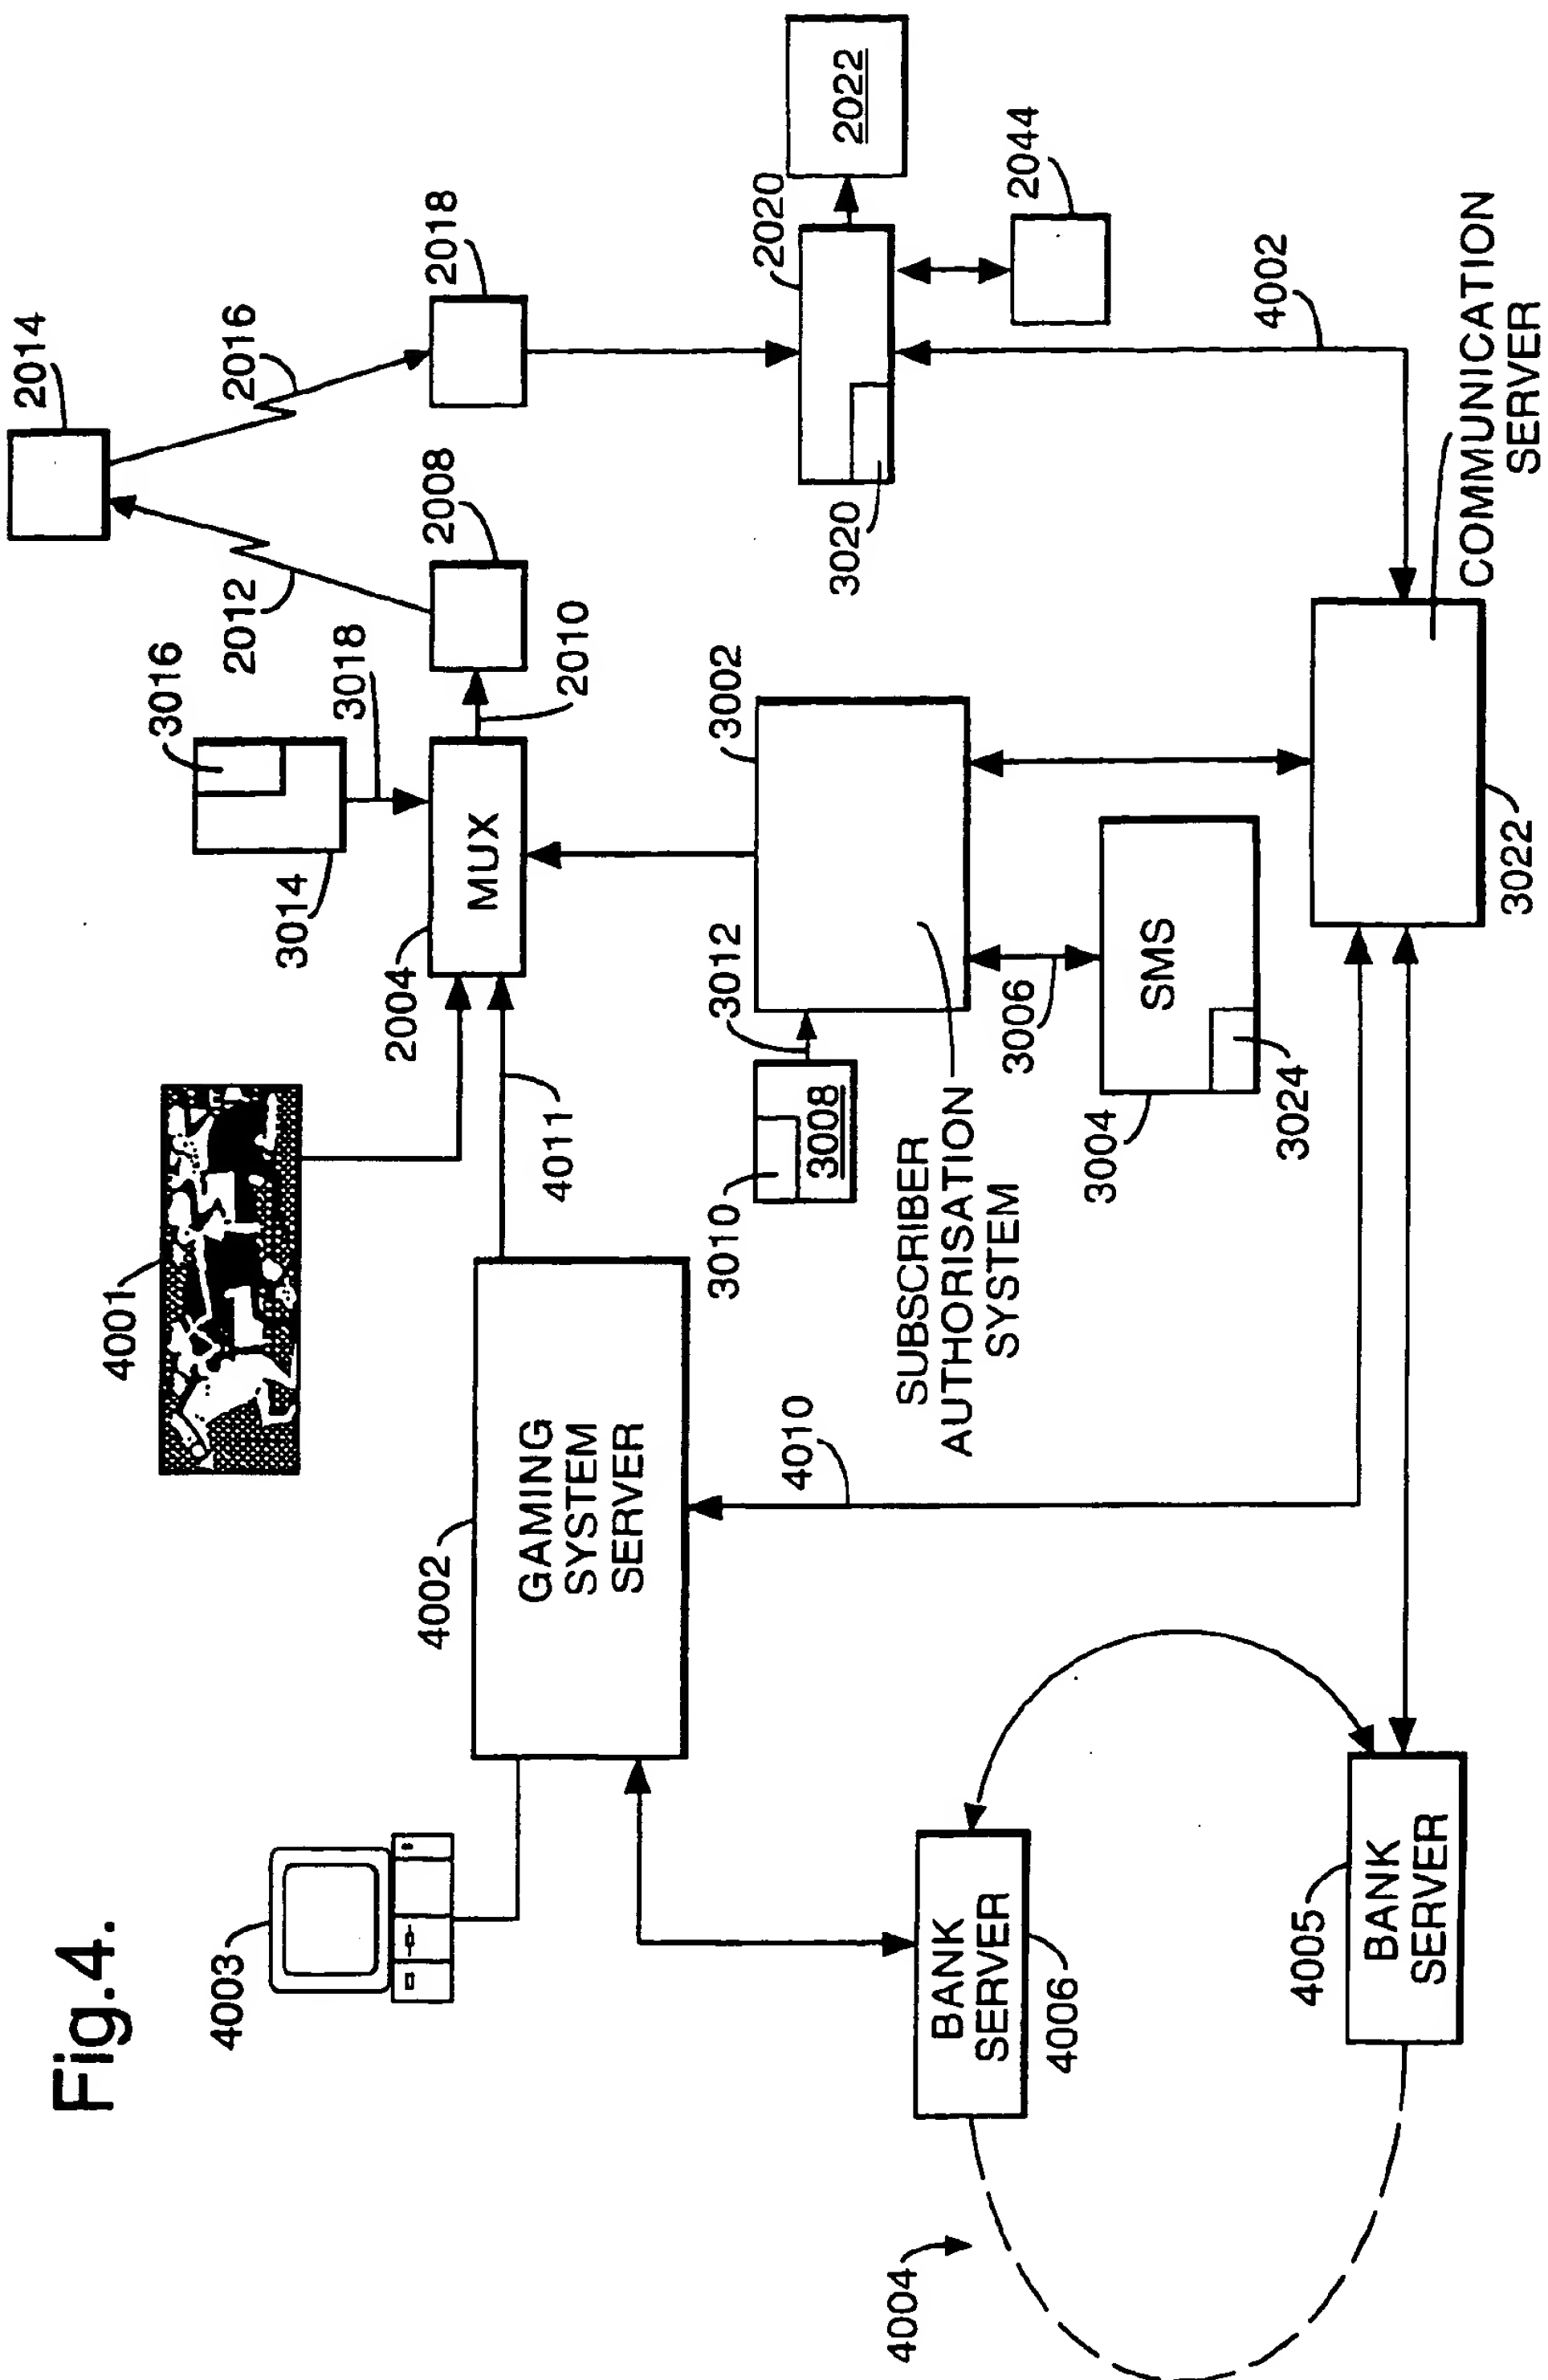 Fig.4.
4001
4003
4002
GAMING
SYSTEM
SERVER
4011
2004
MUX
3014
3016
3018
2010
2008
2012
2014
2016
2018
2020
2022
2044
3020
4002
3002
3012
3010
3008
SUBSCRIBER
AUTHORISATION
SYSTEM
3006
SMS
3004
3024
3022
COMMUNICATION
SERVER
4010
BANK
SERVER
4006
BANK
SERVER
4005
4004